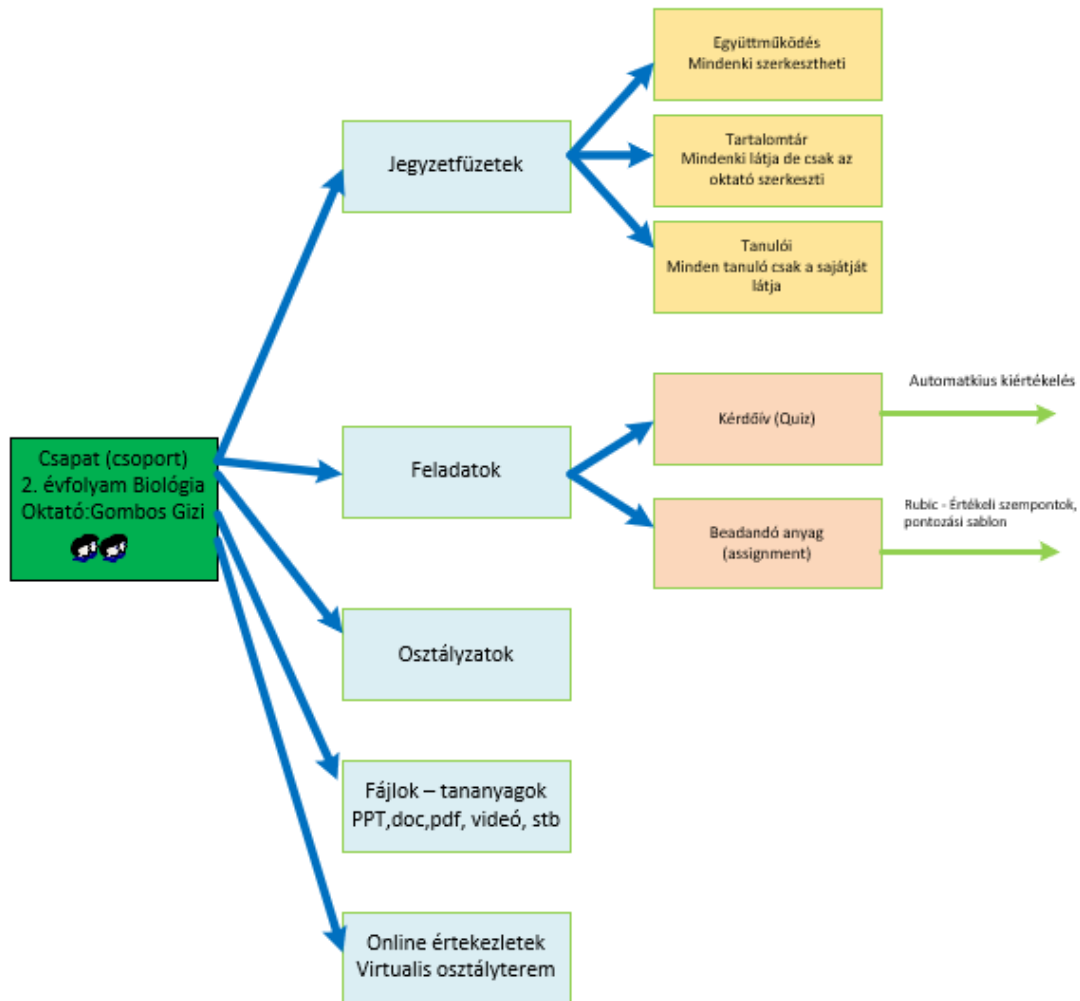 Együttműködés
Mindenki szerkesztheti
Tartalomtár
Mindenki látja de csak az
oktató szerkeszti
Jegyzetfüzetek
Tanulói
Minden tanuló csak a sajátját
látja
Automatkius kiértékelés
Kérdőív (Quiz)
Csapat (csoport)
2. évfolyam Biológia
Oktató:Gombos Gizi
Feladatok
Rubic - Értékeli szempontok,
pontozási sablon
Beadandó anyag
(assignment)
Osztályzatok
Fájlok – tananyagok
PPT,doc,pdf, videó, stb
Online értekezletek
Virtualis osztályterem